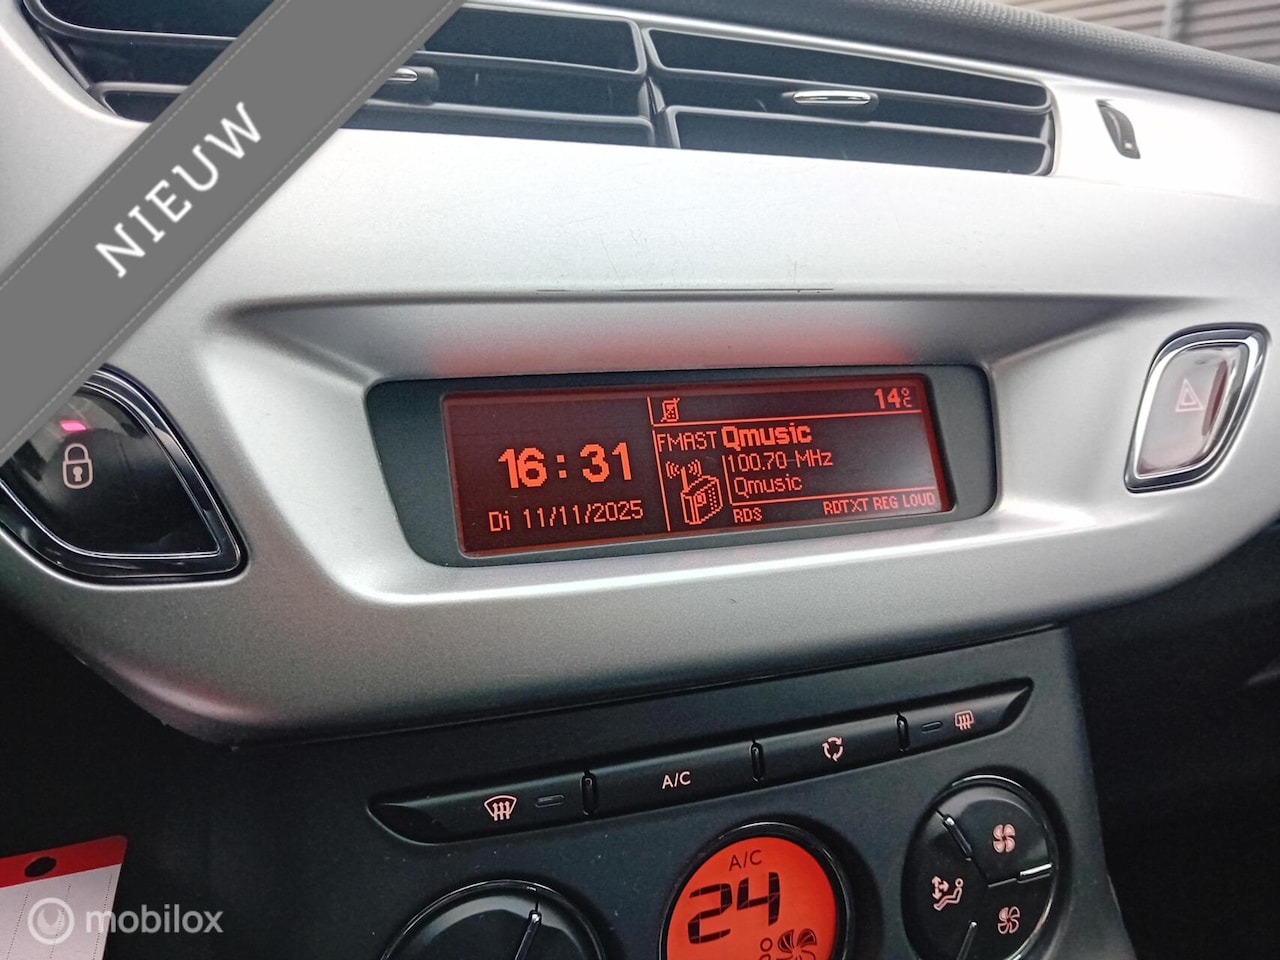 NIEUW
14°C
FMAST Qmusic
16:31
100.70 MHz
Qmusic
Di 11/11/2025
RDS RDTXT REG LOUD
A/C
A/C
24
mobilox